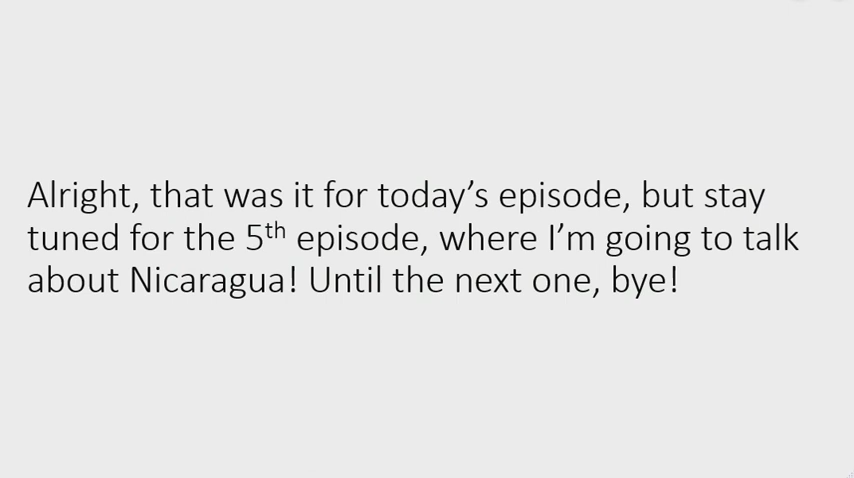 Alright, that was it for today’s episode, but stay
tuned for the 5th episode, where I’m going to talk
about Nicaragua! Until the next one, bye!